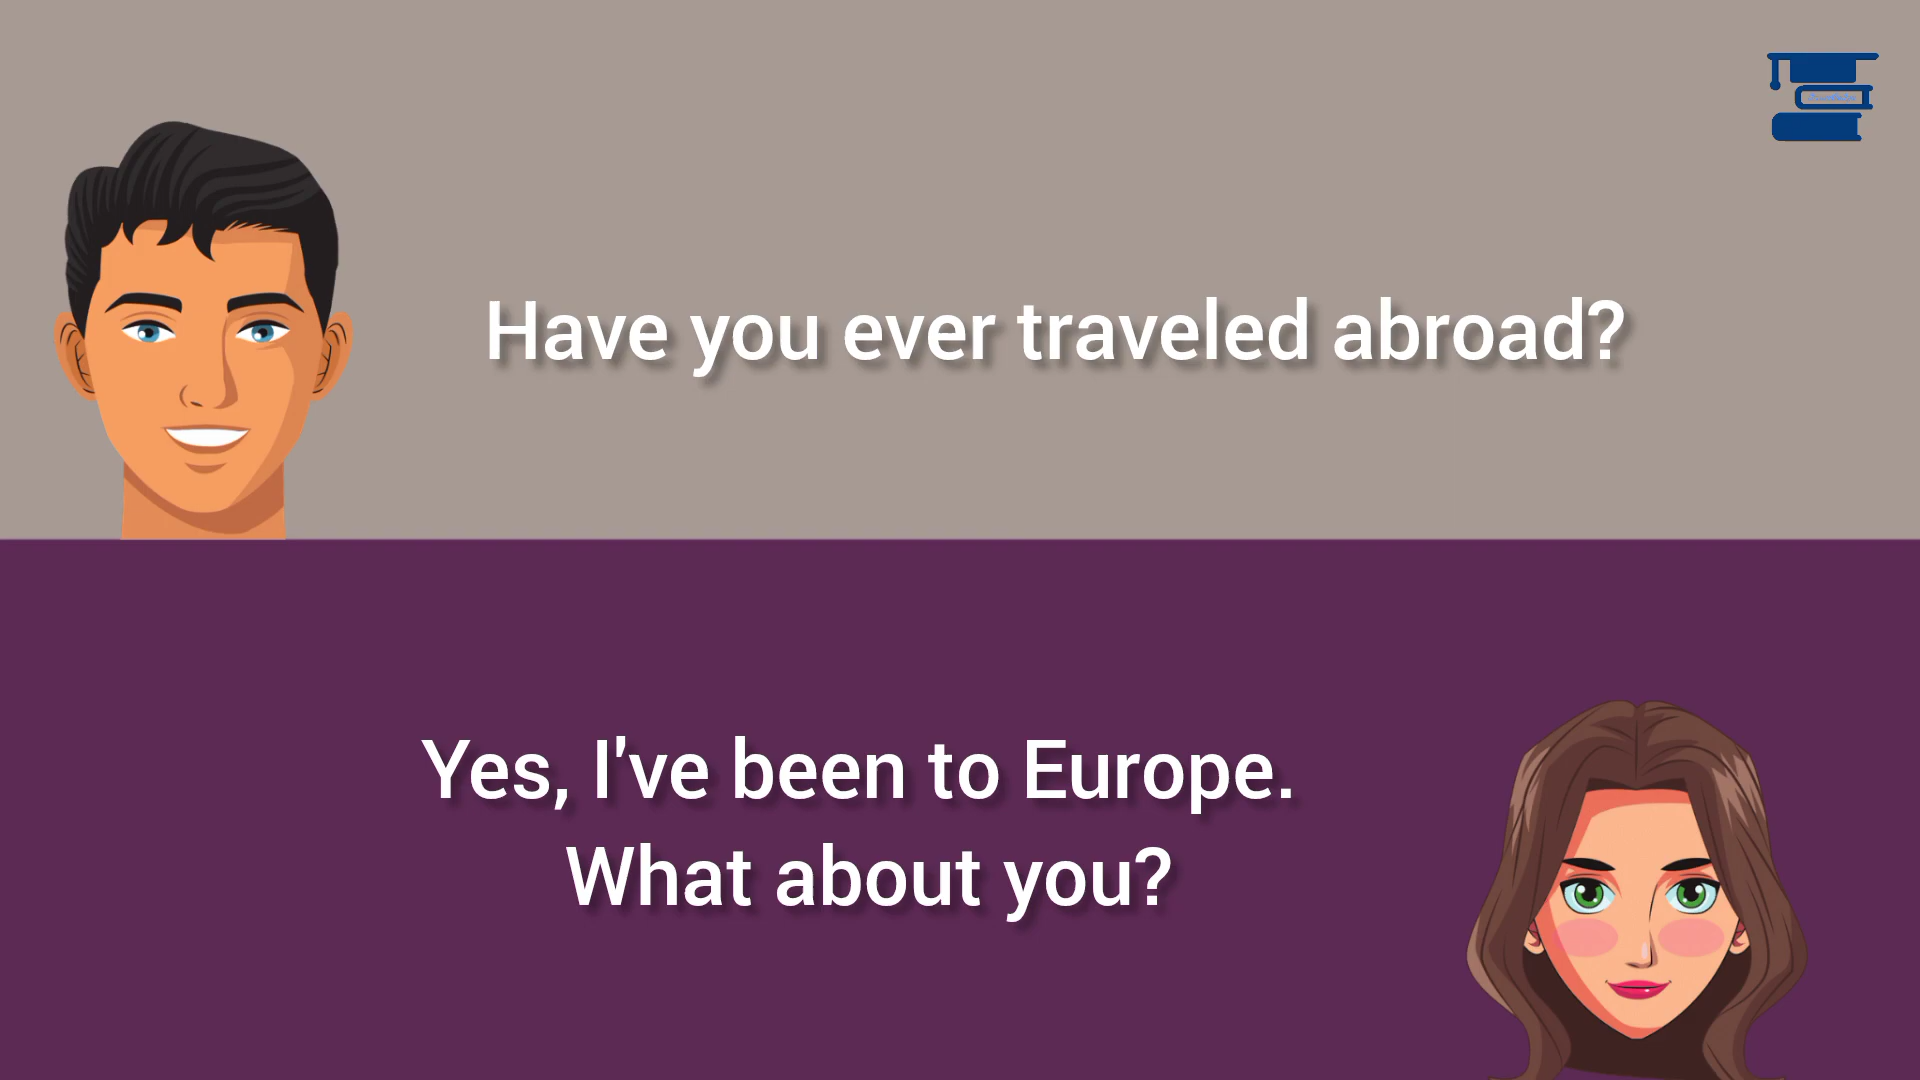 Have you ever traveled abroad?
Yes, I've been to Europe.
What about you?